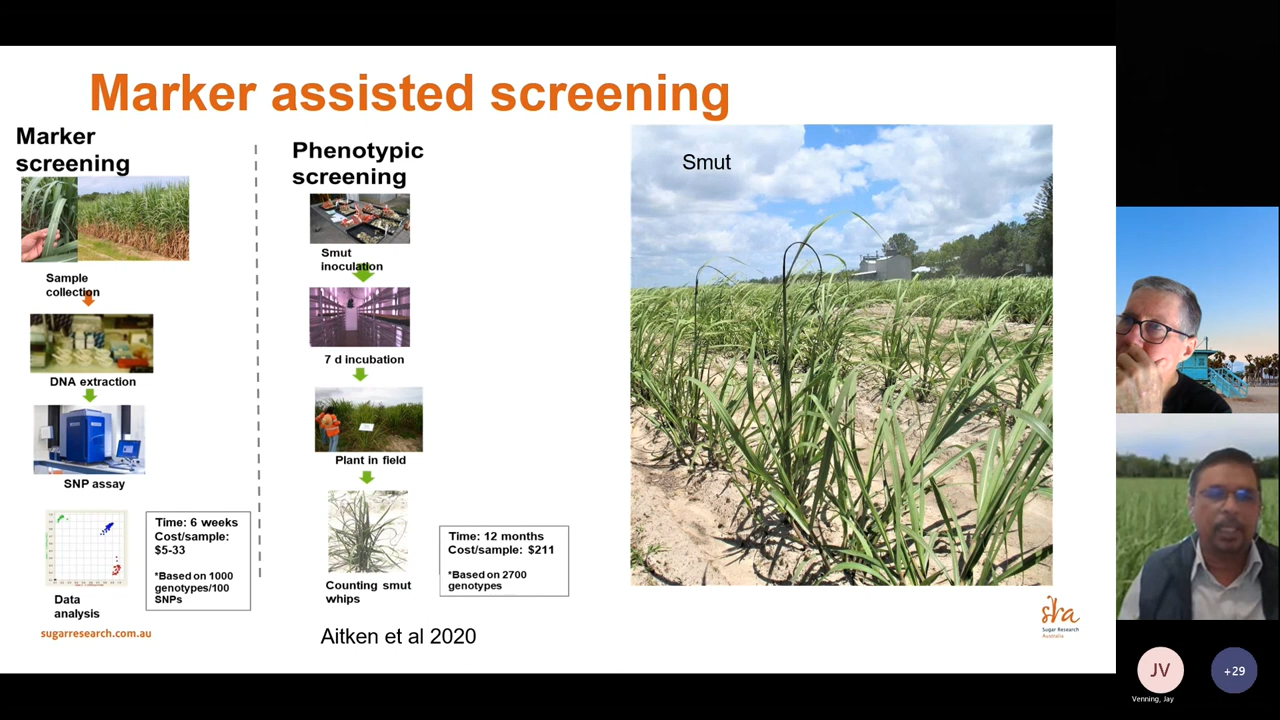 Marker assisted screening
Marker
screening
Sample
collection
DNA extraction
SNP assay
Data
analysis
Time: 6 weeks
Cost/sample:
$5-33
*Based on 1000
genotypes/100
SNPs
sugarresearch.com.au
Phenotypic
screening
Smut
inoculation
7 d incubation
Plant in field
Counting smut
whips
Time: 12 months
Cost/sample: $211
*Based on 2700
genotypes
Aitken et al 2020
Smut
sra
Sugar Research
Australia
JV
Venning, Jay
+29